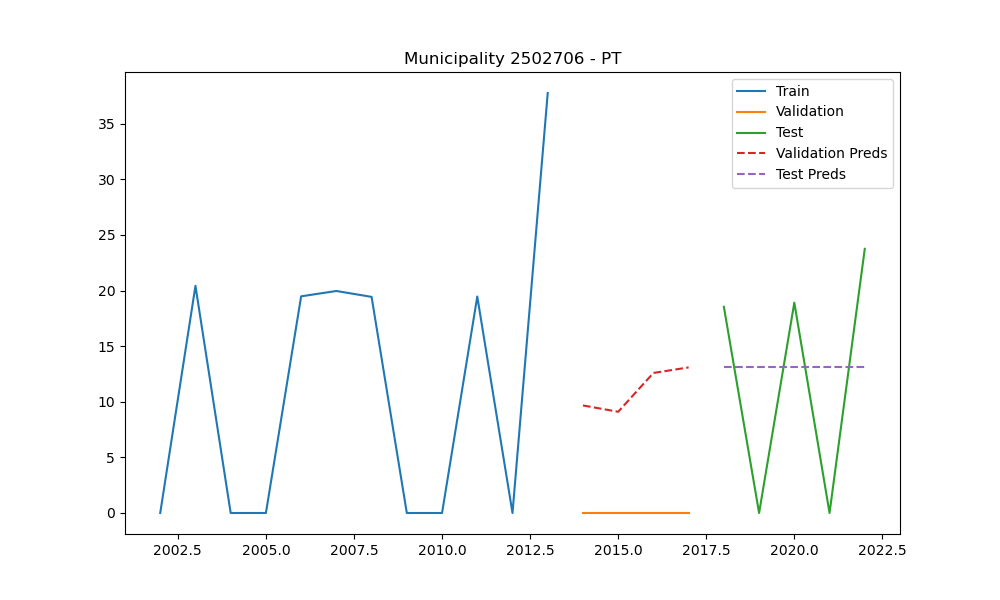 Municipality 2502706 - PT
Train
Validation
Test
Validation Preds
Test Preds
35
30
25
20
15
10
5
0
2002.5 2005.0 2007.5 2010.0 2012.5 2015.0 2017.5 2020.0 2022.5